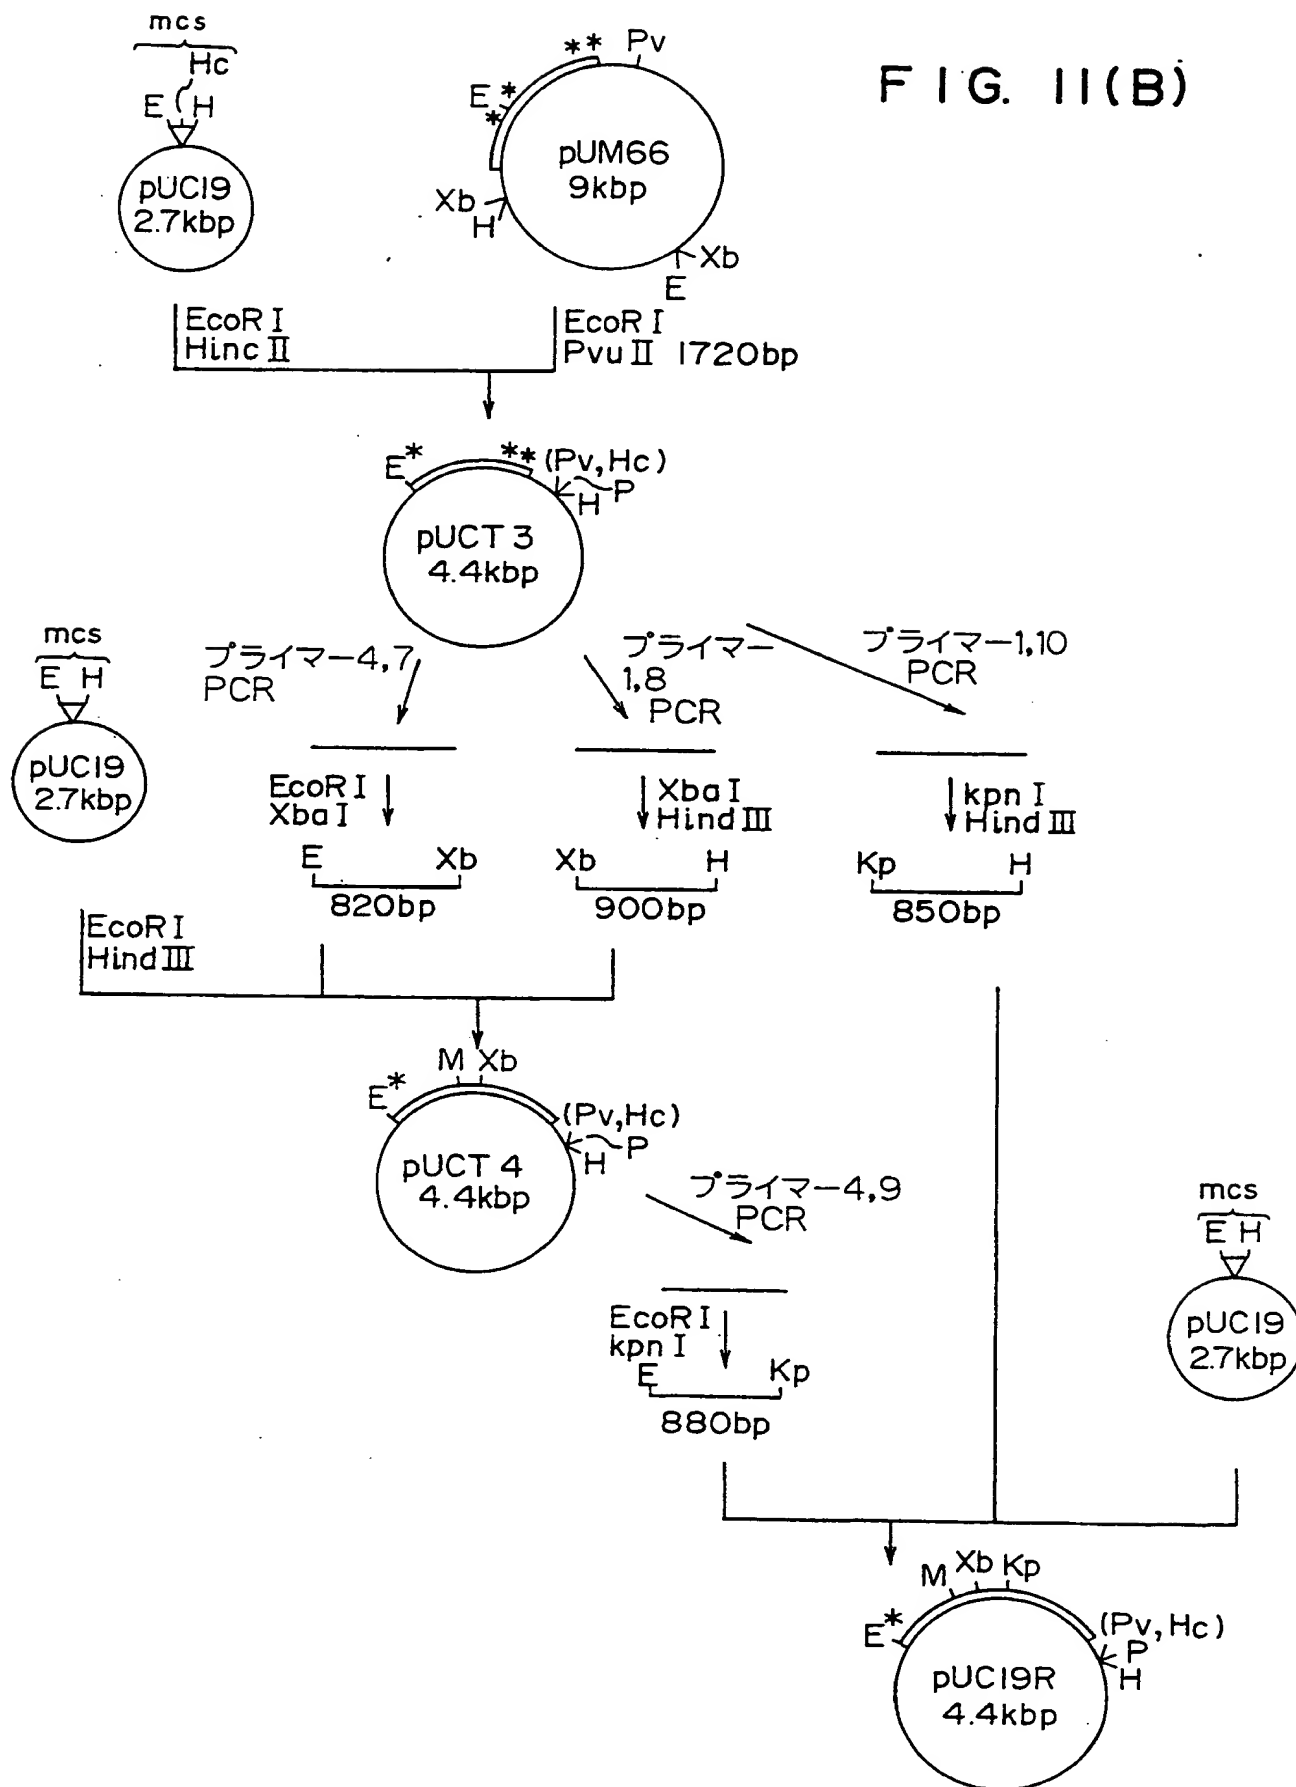 FIG. 11(B)
mcs
Hc
E H
pUC19
2.7kbp
** Pv
E*
*
pUM66
9kbp
Xb
H
Xb
E
EcoR I
Hinc II
EcoR I
Pvu II 1720bp
E* ** (Pv,Hc)
H P
pUCT 3
4.4kbp
mcs
E H
pUC19
2.7kbp
プライマー4,7
PCR
プライマー
1,8
PCR
プライマー1,10
PCR
EcoR I
Xba I
Xba I
Hind III
kpn I
Hind III
E Xb
820bp
Xb H
900bp
Kp H
850bp
EcoR I
Hind III
M Xb
E* (Pv,Hc)
H P
pUCT 4
4.4kbp
プライマー4,9
PCR
mcs
E H
pUC19
2.7kbp
EcoR I
kpn I
E Kp
880bp
M Xb Kp
E* (Pv,Hc)
P
H
pUC19R
4.4kbp